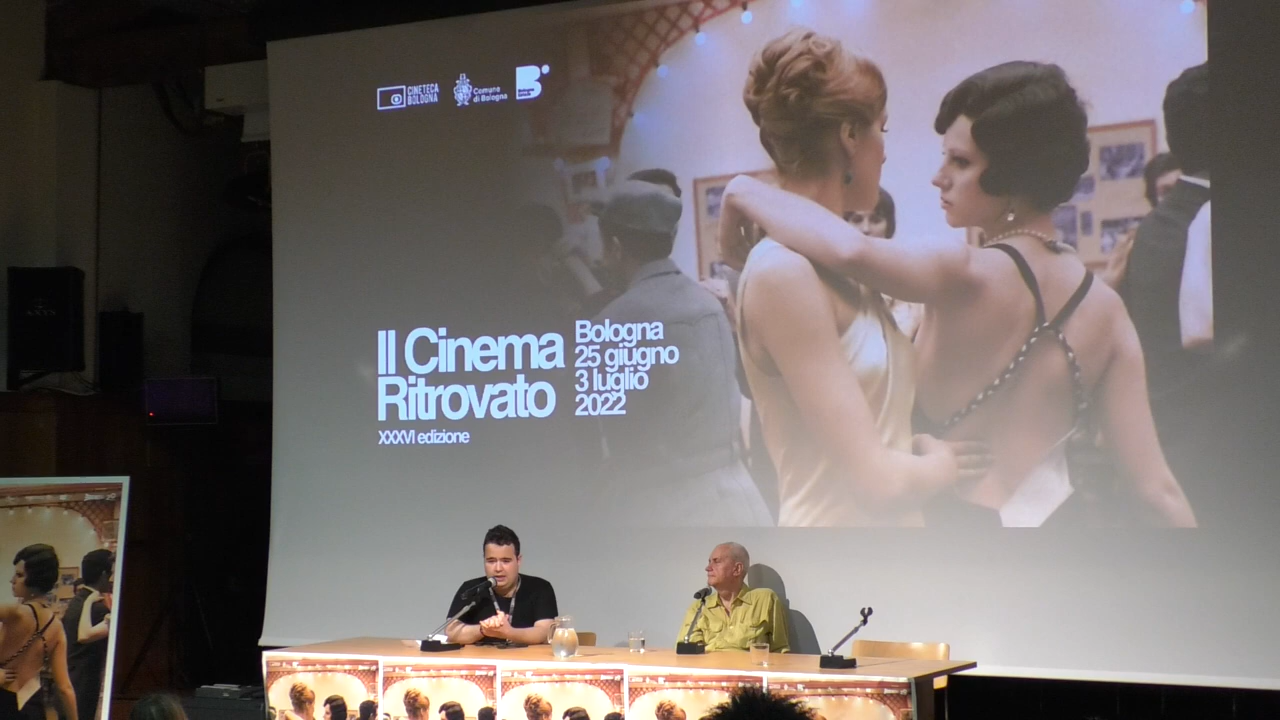 CINETECA
BOLOGNA
Comune
di Bologna
B
Il Cinema
Ritrovato
XXXVI edizione
Bologna
25 giugno
3 luglio
2022